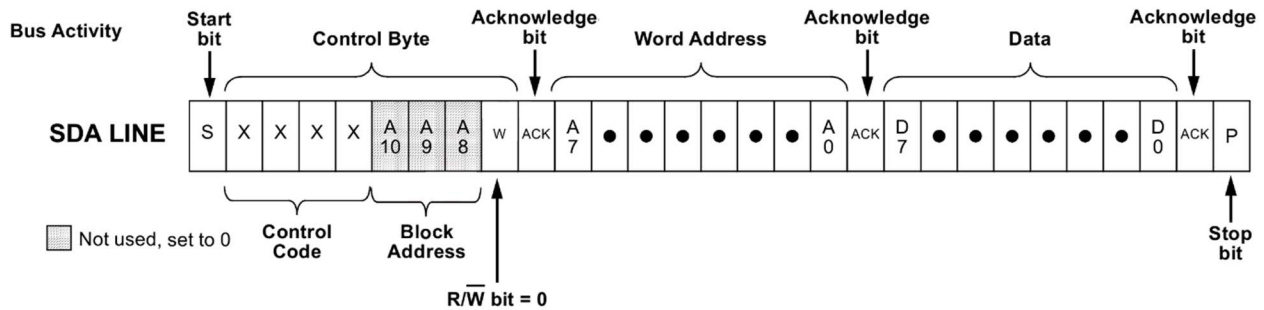 Bus Activity
Start
bit
Control Byte
Acknowledge
bit
Word Address
Acknowledge
bit
Data
Acknowledge
bit
SDA LINE
S
X
X
X
X
A
10
A
9
A
8
W
ACK
A
7
● ● ● ● ● ●
A
0
ACK
D
7
● ● ● ● ● ●
D
0
ACK
P
Not used, set to 0
Control
Code
Block
Address
R/W̅ bit = 0
Stop
bit